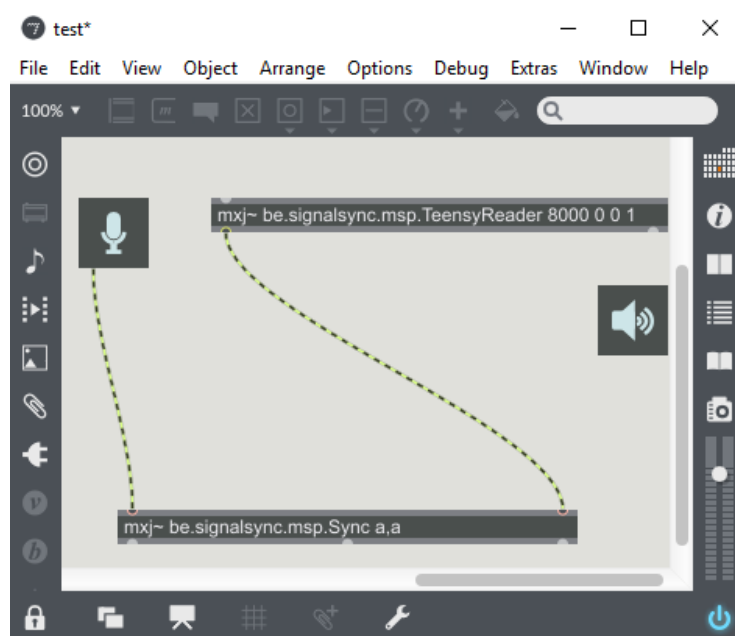 test*
File Edit View Object Arrange Options Debug Extras Window Help
100%
mxj~ be.signalsync.msp.TeensyReader 8000 0 0 1
mxj~ be.signalsync.msp.Sync a,a